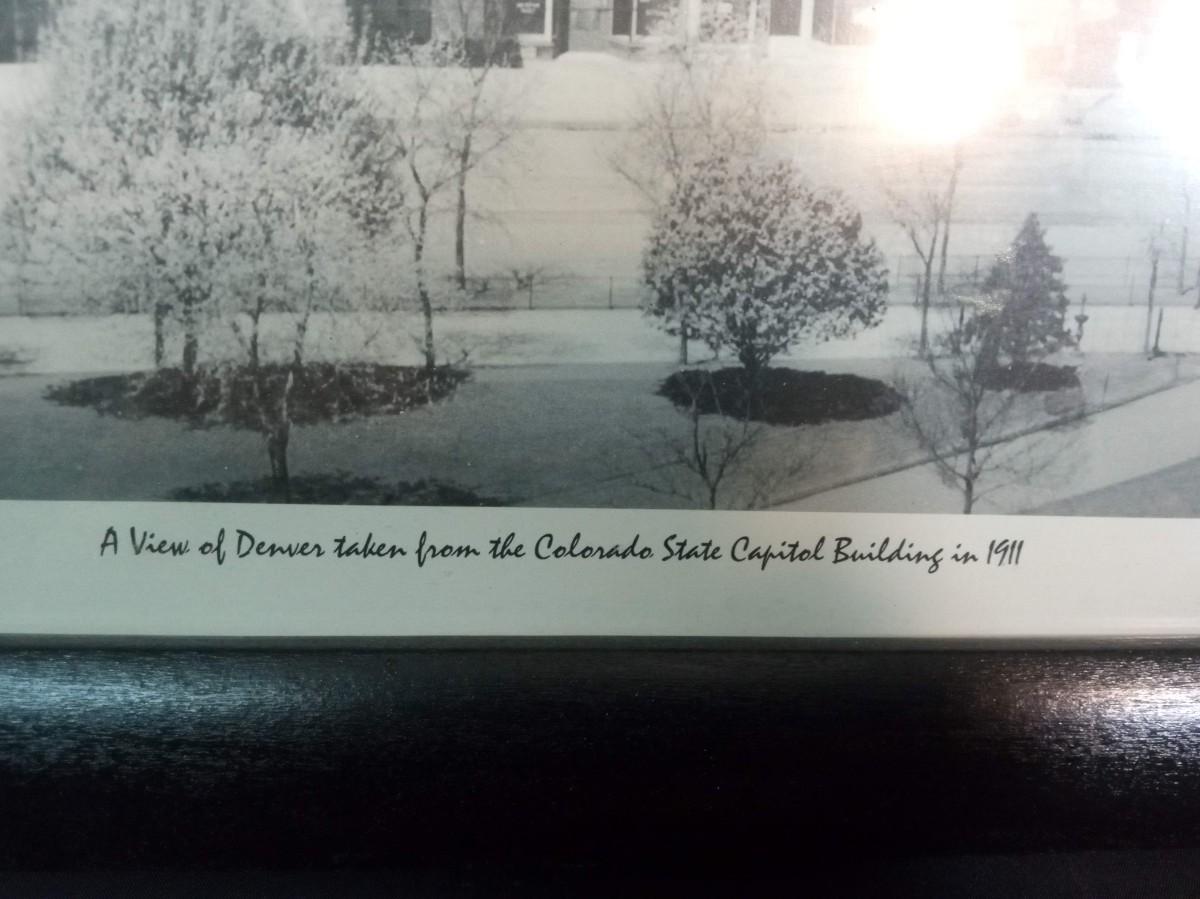 A View of Denver taken from the Colorado State Capitol Building in 1911